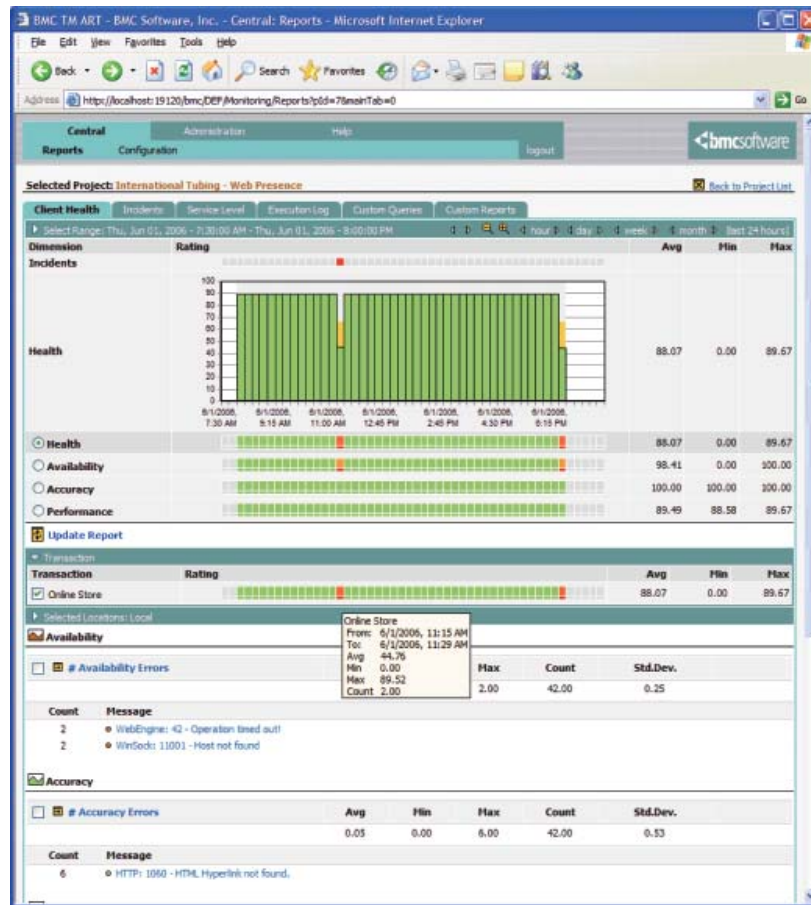 BMC TM ART - BMC Software, Inc. - Central: Reports - Microsoft Internet Explorer
File Edit View Favorites Tools Help
Back Search Favorites
Address http://localhost:19120/bmc/DEF/Monitoring/Reports?pId=7&mainTab=0 Go
Central Administration Help
Reports Configuration logout
bmcsoftware
Selected Project: International Tubing - Web Presence Back to Project List
Client Health Incidents Service Level Execution Log Custom Queries Custom Reports
Select Range: Thu, Jun 01, 2006 - 7:30:00 AM - Thu, Jun 01, 2006 - 8:00:00 PM hour day week month [last 24 hours]
Dimension Rating Avg Min Max
Incidents
100
90
80
70
60
50
40
30
20
10
0
Health 88.07 0.00 89.67
6/1/2006, 6/1/2006, 6/1/2006, 6/1/2006, 6/1/2006, 6/1/2006, 6/1/2006,
7:30 AM 9:15 AM 11:00 AM 12:45 PM 2:45 PM 4:30 PM 6:15 PM
Health 88.07 0.00 89.67
Availability 98.41 0.00 100.00
Accuracy 100.00 100.00 100.00
Performance 89.49 88.58 89.67
Update Report
Transaction
Transaction Rating Avg Min Max
Online Store 88.07 0.00 89.67
Selected Locations: Local
Online Store
From: 6/1/2006, 11:15 AM
To: 6/1/2006, 11:29 AM
Avg 44.76
Min 0.00
Max 89.52
Count 2.00
Availability
# Availability Errors Max Count Std.Dev.
2.00 42.00 0.25
Count Message
2 WebEngine: 42 - Operation timed out!
2 WinSock: 11001 - Host not found
Accuracy
# Accuracy Errors Avg Min Max Count Std.Dev.
0.05 0.00 6.00 42.00 0.53
Count Message
6 HTTP: 1060 - HTML Hyperlink not found.